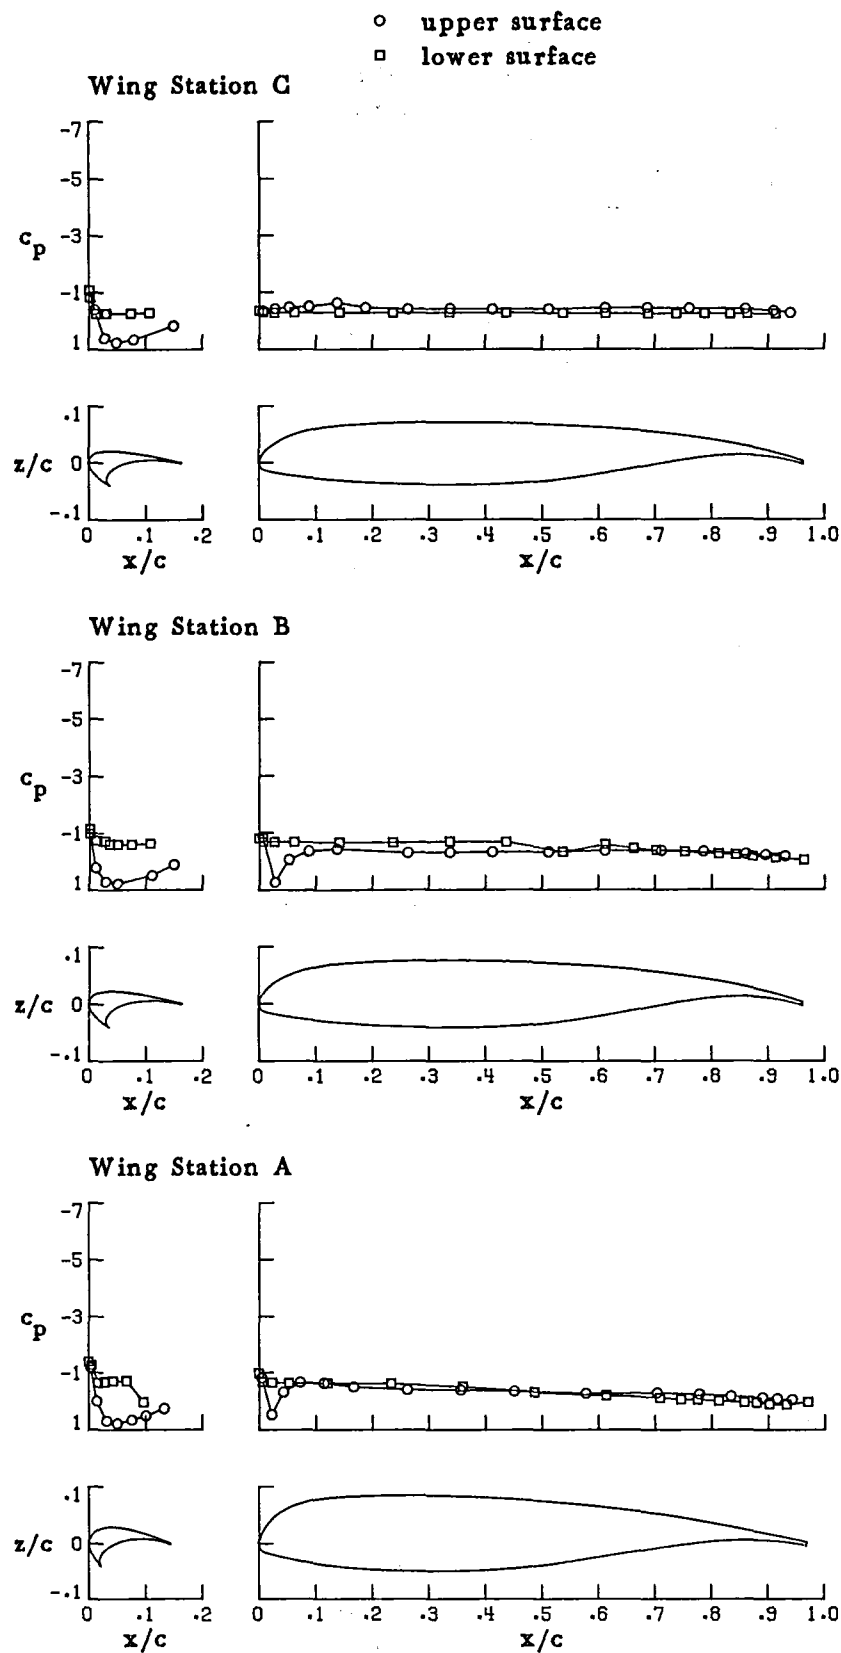 upper surface
lower surface
Wing Station C
-7
-5
-3
-1
1
c_p
.1
0
-.1
z/c
0 .1 .2
0 .1 .2 .3 .4 .5 .6 .7 .8 .9 1.0
x/c x/c
Wing Station B
-7
-5
-3
-1
1
c_p
.1
0
-.1
z/c
0 .1 .2
0 .1 .2 .3 .4 .5 .6 .7 .8 .9 1.0
x/c x/c
Wing Station A
-7
-5
-3
-1
1
c_p
.1
0
-.1
z/c
0 .1 .2
0 .1 .2 .3 .4 .5 .6 .7 .8 .9 1.0
x/c x/c